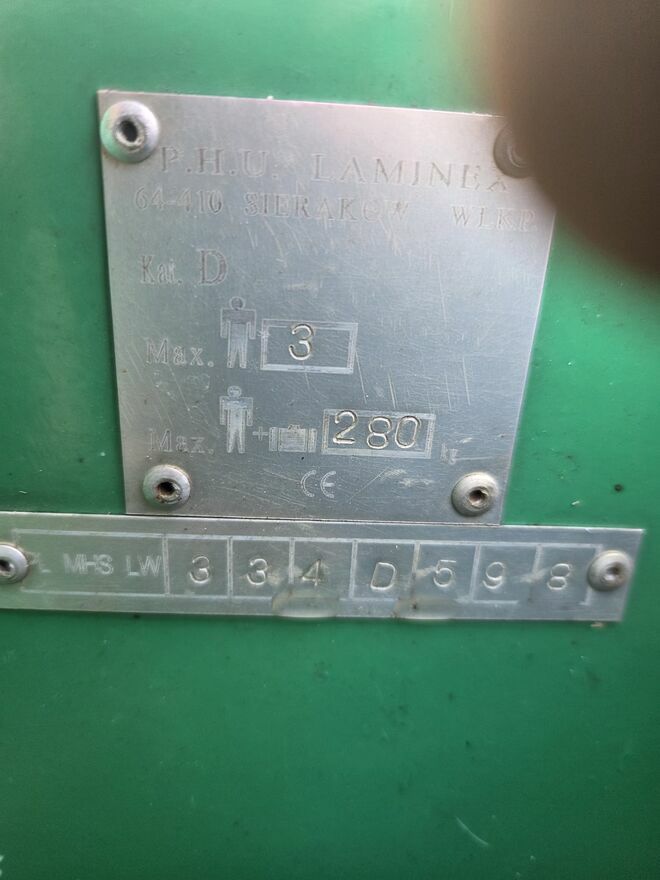 P.H.U. LAMINEX
64-410 SIERAKÓW WLKP.
Kat. D
Max. 3
Max. + 280 kg
CE
L MHS LW 3 3 4 D 5 9 8